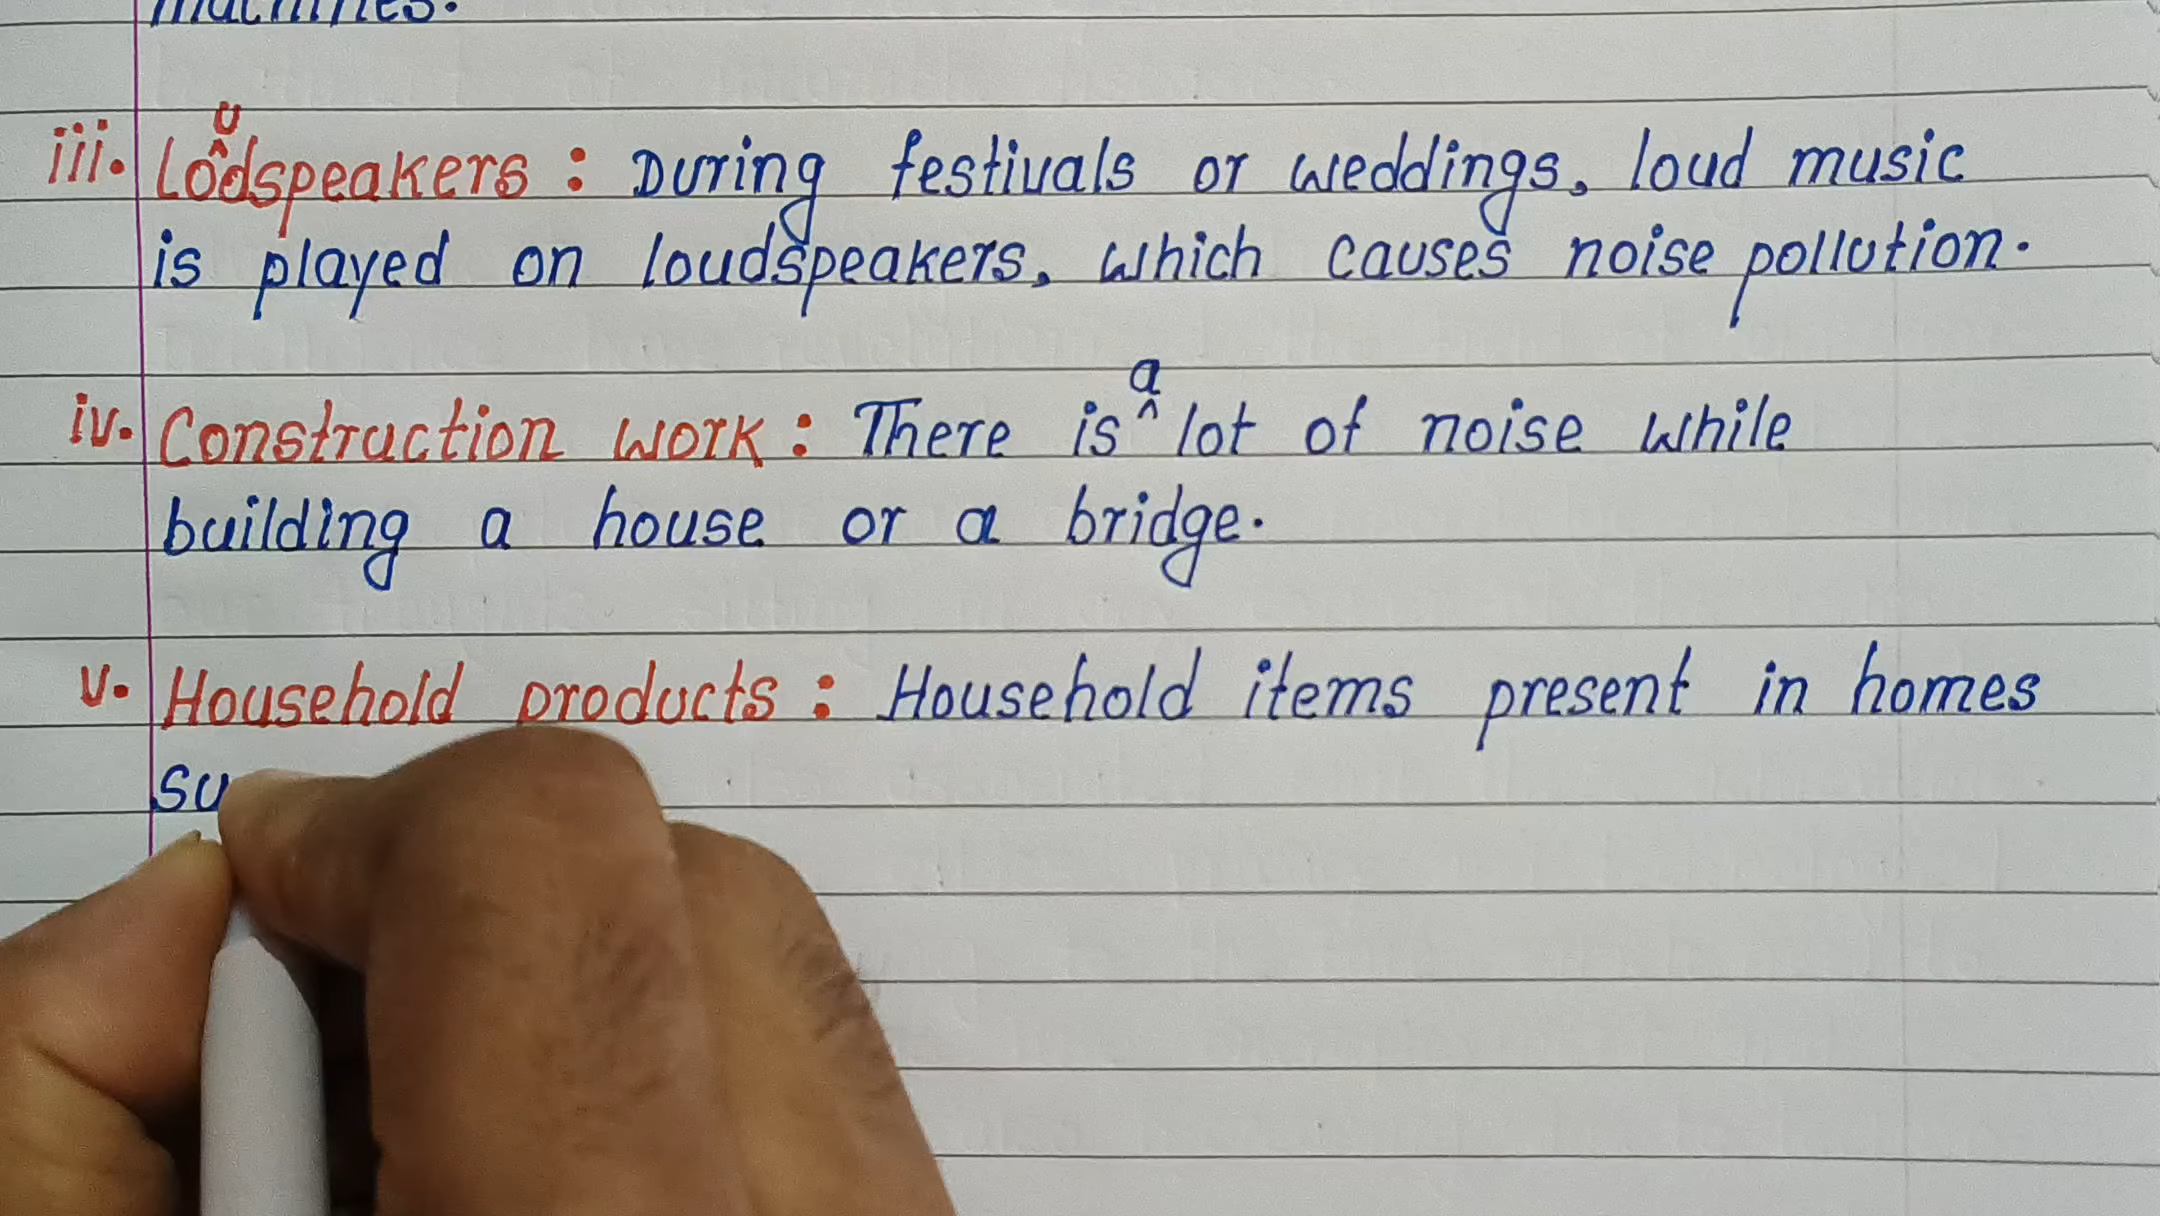 machines.
u
iii. Lodspeakers : During festivals or weddings, loud music
is played on loudspeakers, which causes noise pollution.
a
iv. Construction work : There is ^ lot of noise while
building a house or a bridge.
v. Household products : Household items present in homes
su